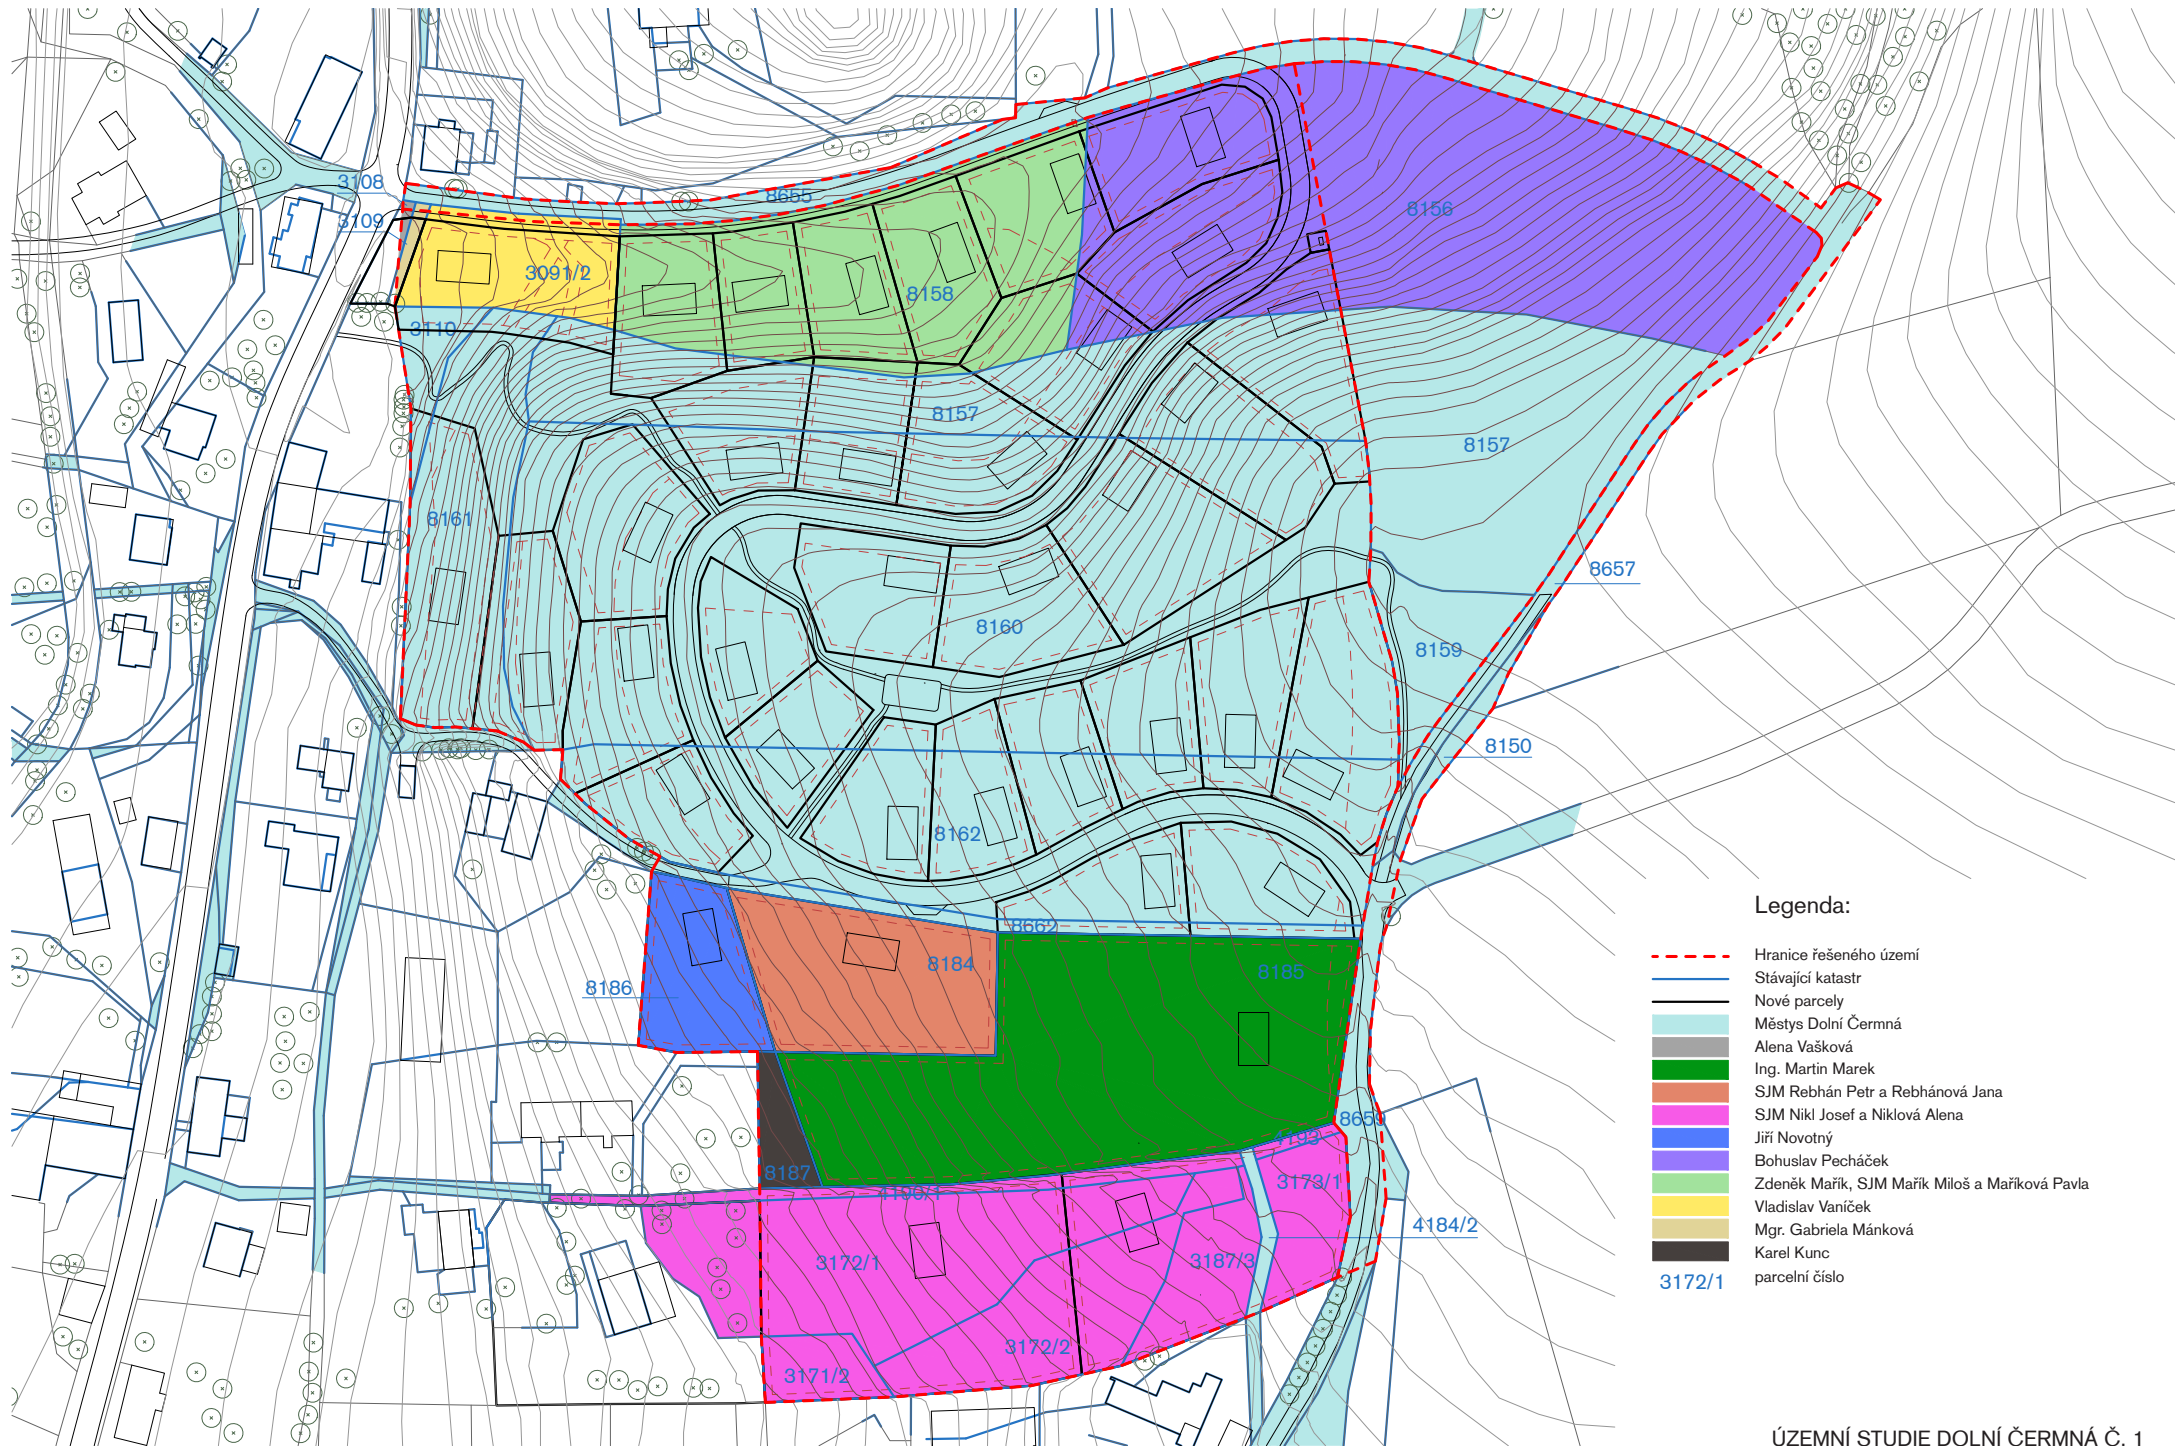 3108
8655
3109
8156
3091/2
8158
3110
8157
8157
8161
8657
8160
8159
8150
8162
8662
8184
8185
8186
8659
4193
8187
3173/1
4184/2
3172/1
3187/3
3172/2
3171/2
Legenda:
Hranice řešeného území
Stávající katastr
Nové parcely
Městys Dolní Čermná
Alena Vašková
Ing. Martin Marek
SJM Rebhán Petr a Rebhánová Jana
SJM Nikl Josef a Niklová Alena
Jiří Novotný
Bohuslav Pecháček
Zdeněk Mařík, SJM Mařík Miloš a Maříková Pavla
Vladislav Vaníček
Mgr. Gabriela Mánková
Karel Kunc
3172/1 parcelní číslo
ÚZEMNÍ STUDIE DOLNÍ ČERMNÁ Č. 1